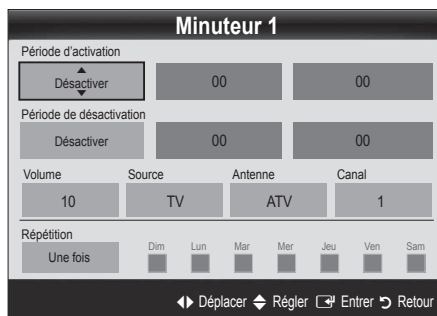 Minuteur 1
Période d'activation
Désactiver 00 00
Période de désactivation
Désactiver 00 00
Volume Source Antenne Canal
10 TV ATV 1
Répétition
Dim Lun Mar Mer Jeu Ven Sam
Une fois
Déplacer Régler Entrer Retour